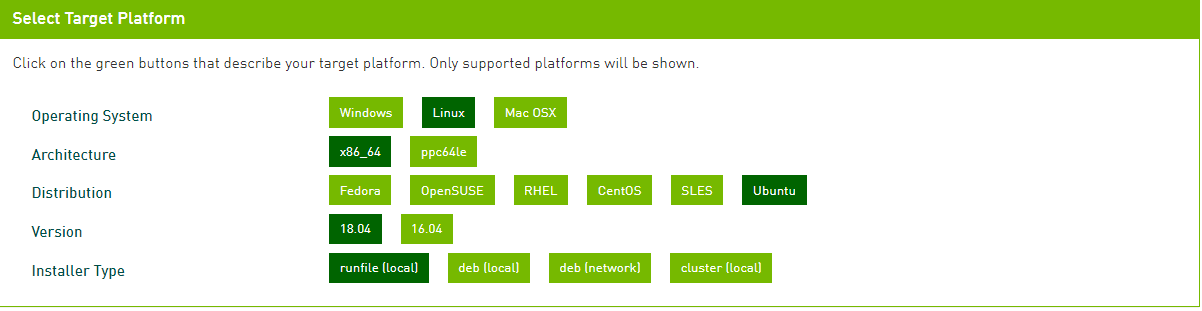 Select Target Platform
Click on the green buttons that describe your target platform. Only supported platforms will be shown.
Operating System Windows Linux Mac OSX
Architecture x86_64 ppc64le
Distribution Fedora OpenSUSE RHEL CentOS SLES Ubuntu
Version 18.04 16.04
Installer Type runfile (local) deb (local) deb (network) cluster (local)